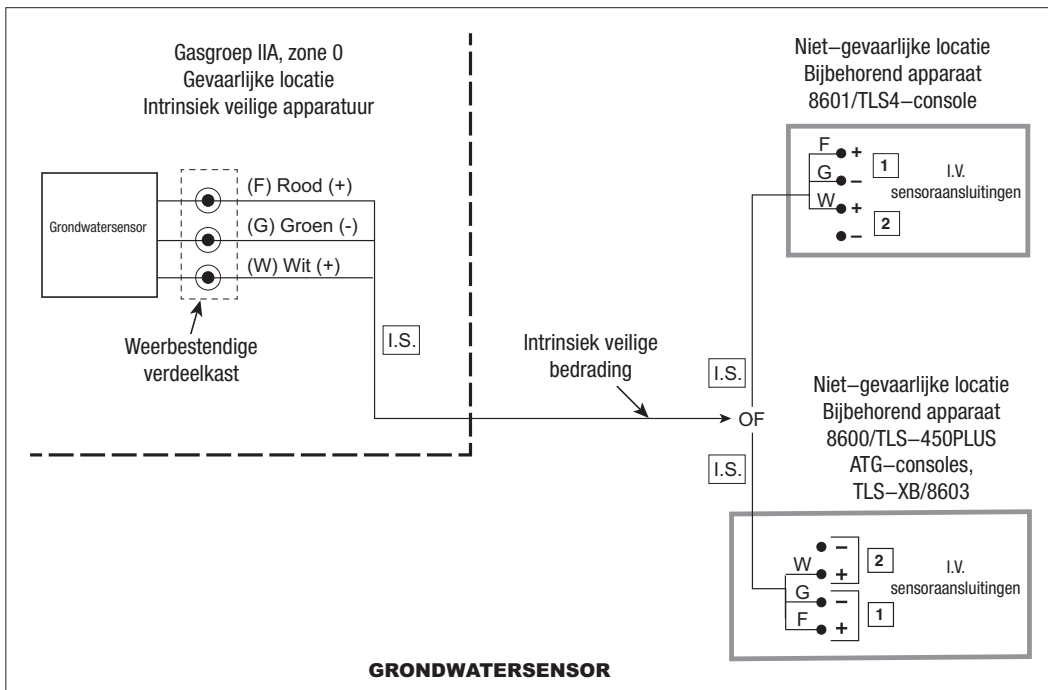 Gasgroep IIA, zone 0
Gevaarlijke locatie
Intrinsiek veilige apparatuur
Grondwatersensor
(F) Rood (+)
(G) Groen (-)
(W) Wit (+)
Weerbestendige
verdeelkast
I.S.
Intrinsiek veilige
bedrading
I.S.
OF
I.S.
Niet–gevaarlijke locatie
Bijbehorend apparaat
8601/TLS4–console
F + 1
G –
W + 2
–
I.V.
sensoraansluitingen
Niet–gevaarlijke locatie
Bijbehorend apparaat
8600/TLS–450PLUS
ATG–consoles,
TLS–XB/8603
– 2
W +
G – 1
F +
I.V.
sensoraansluitingen
GRONDWATERSENSOR